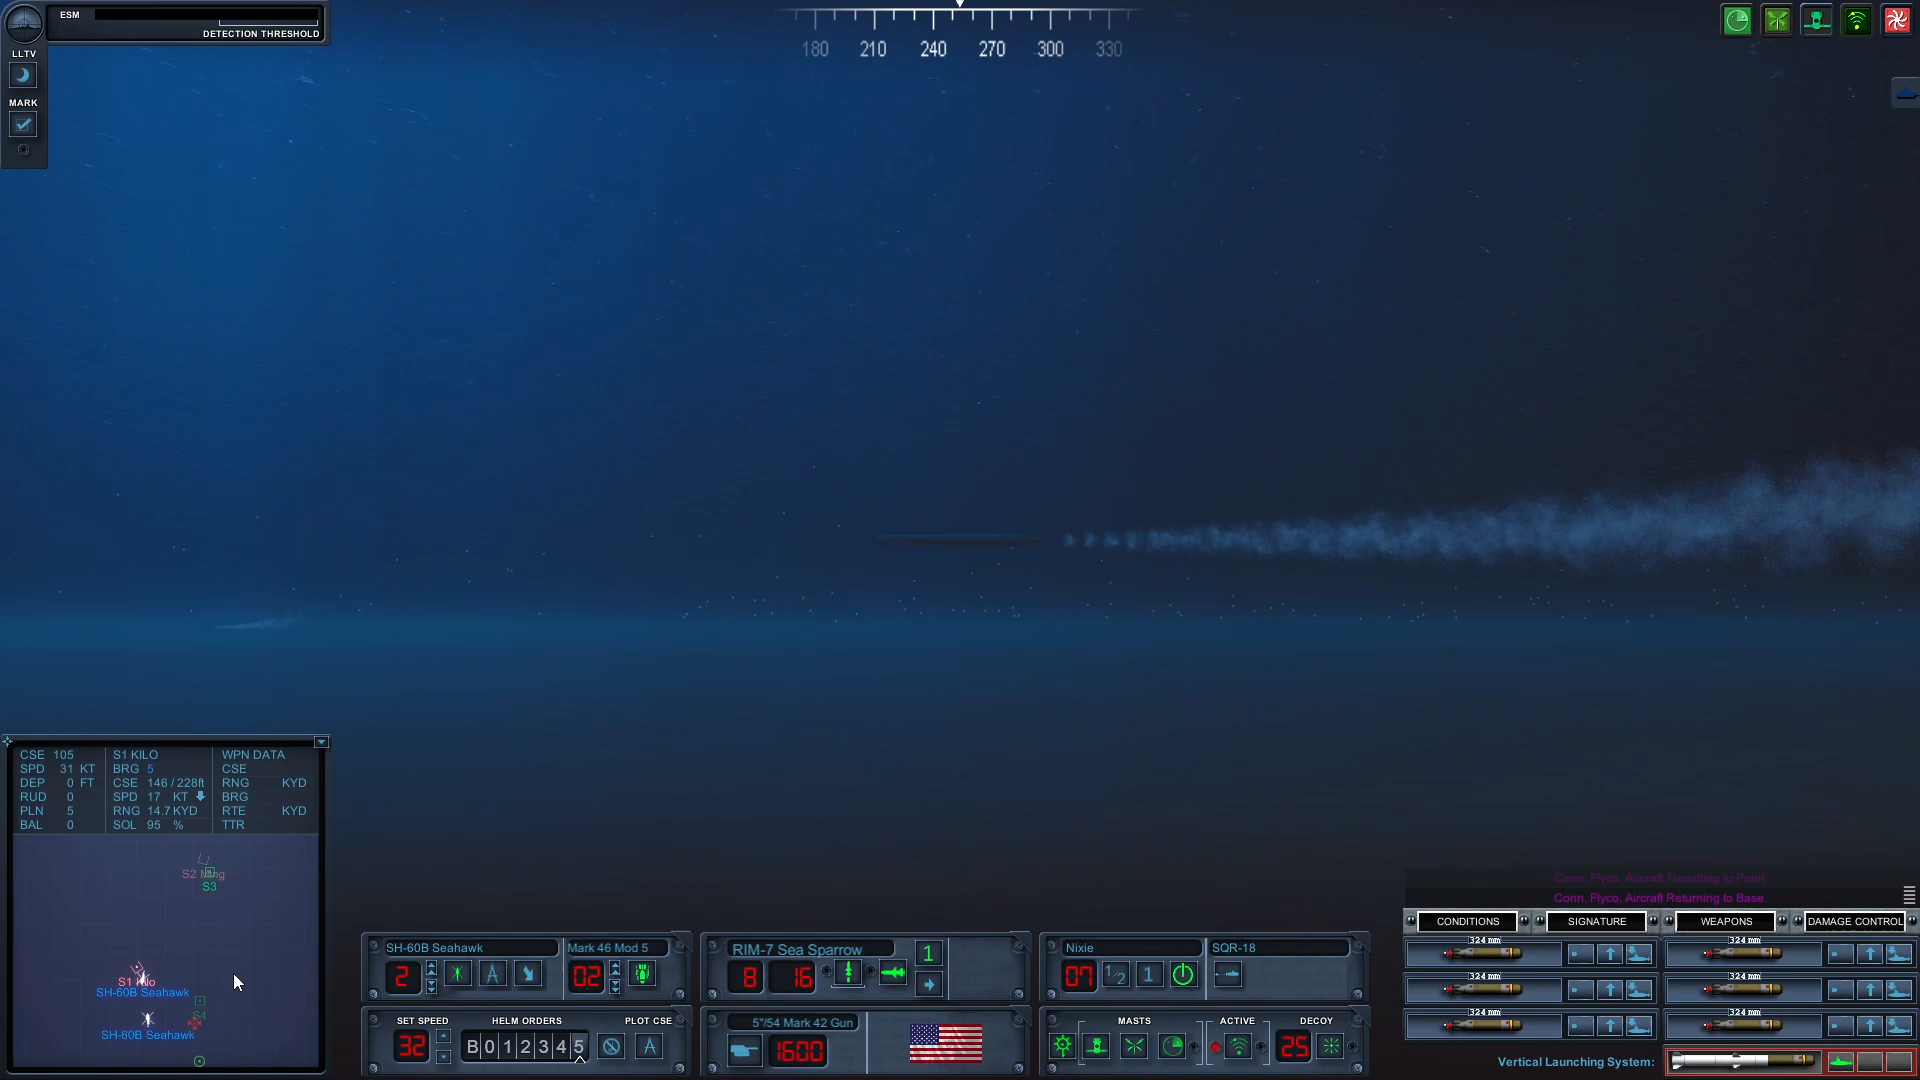 ESM
DETECTION THRESHOLD
LLTV
MARK
180 210 240 270 300 330
CSE 105
SPD 31 KT
DEP 0 FT
RUD 0
PLN 5
BAL 0
S1 KILO
BRG 5
CSE 146 / 228ft
SPD 17 KT
RNG 14.7 KYD
SOL 95 %
WPN DATA
CSE
RNG KYD
BRG
RTE KYD
TTR
S2 Ming
S3
S1 Kilo
SH-60B Seahawk
S4
SH-60B Seahawk
SH-60B Seahawk
2
Mark 46 Mod 5
02
RIM-7 Sea Sparrow
8 16
1
Nixie
07 1/2 1
SQR-18
SET SPEED HELM ORDERS PLOT CSE
32 B 0 1 2 3 4 5
5"/54 Mark 42 Gun
1600
MASTS ACTIVE DECOY
25
Conn, Flyco, Aircraft Transiting to Point.
Conn, Flyco, Aircraft Returning to Base.
CONDITIONS SIGNATURE WEAPONS DAMAGE CONTROL
324 mm 324 mm
324 mm 324 mm
324 mm 324 mm
Vertical Launching System: